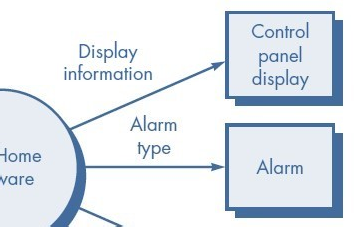 Display
information
Control
panel
display
Alarm
type
Home
ware
Alarm